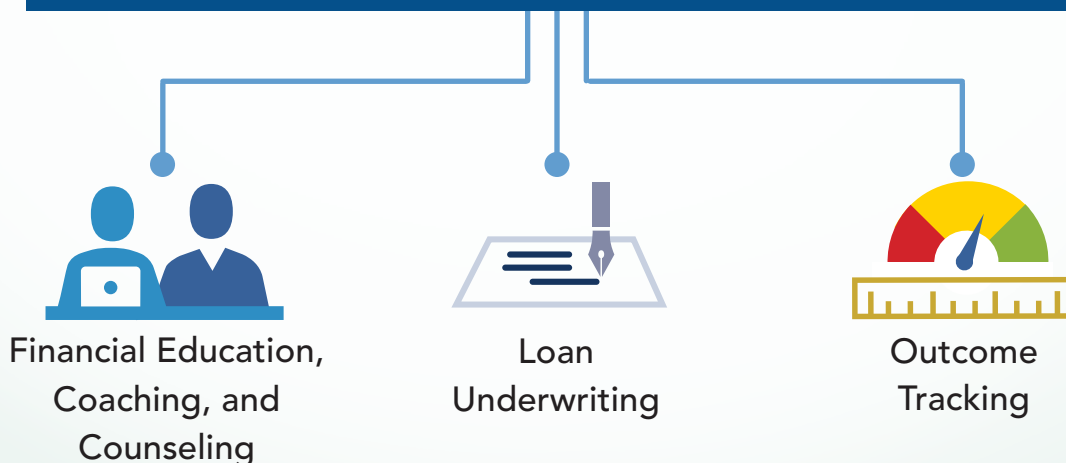 Financial Education,
Coaching, and
Counseling
Loan
Underwriting
Outcome
Tracking